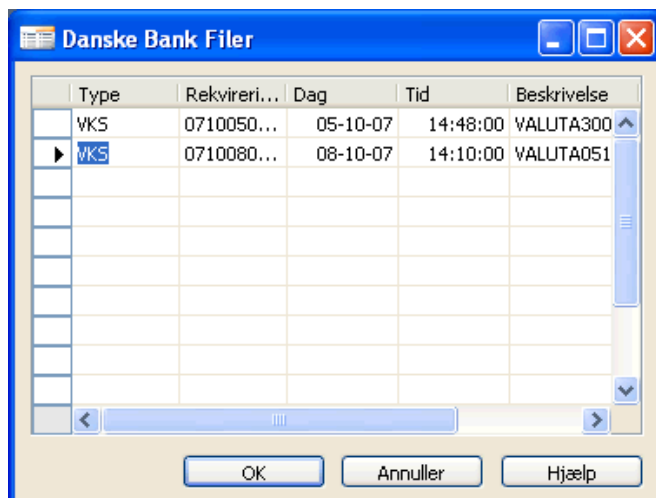 Danske Bank Filer
Type Rekvireri... Dag Tid Beskrivelse
VKS 0710050... 05-10-07 14:48:00 VALUTA300
VKS 0710080... 08-10-07 14:10:00 VALUTA051
OK Annuller Hjælp